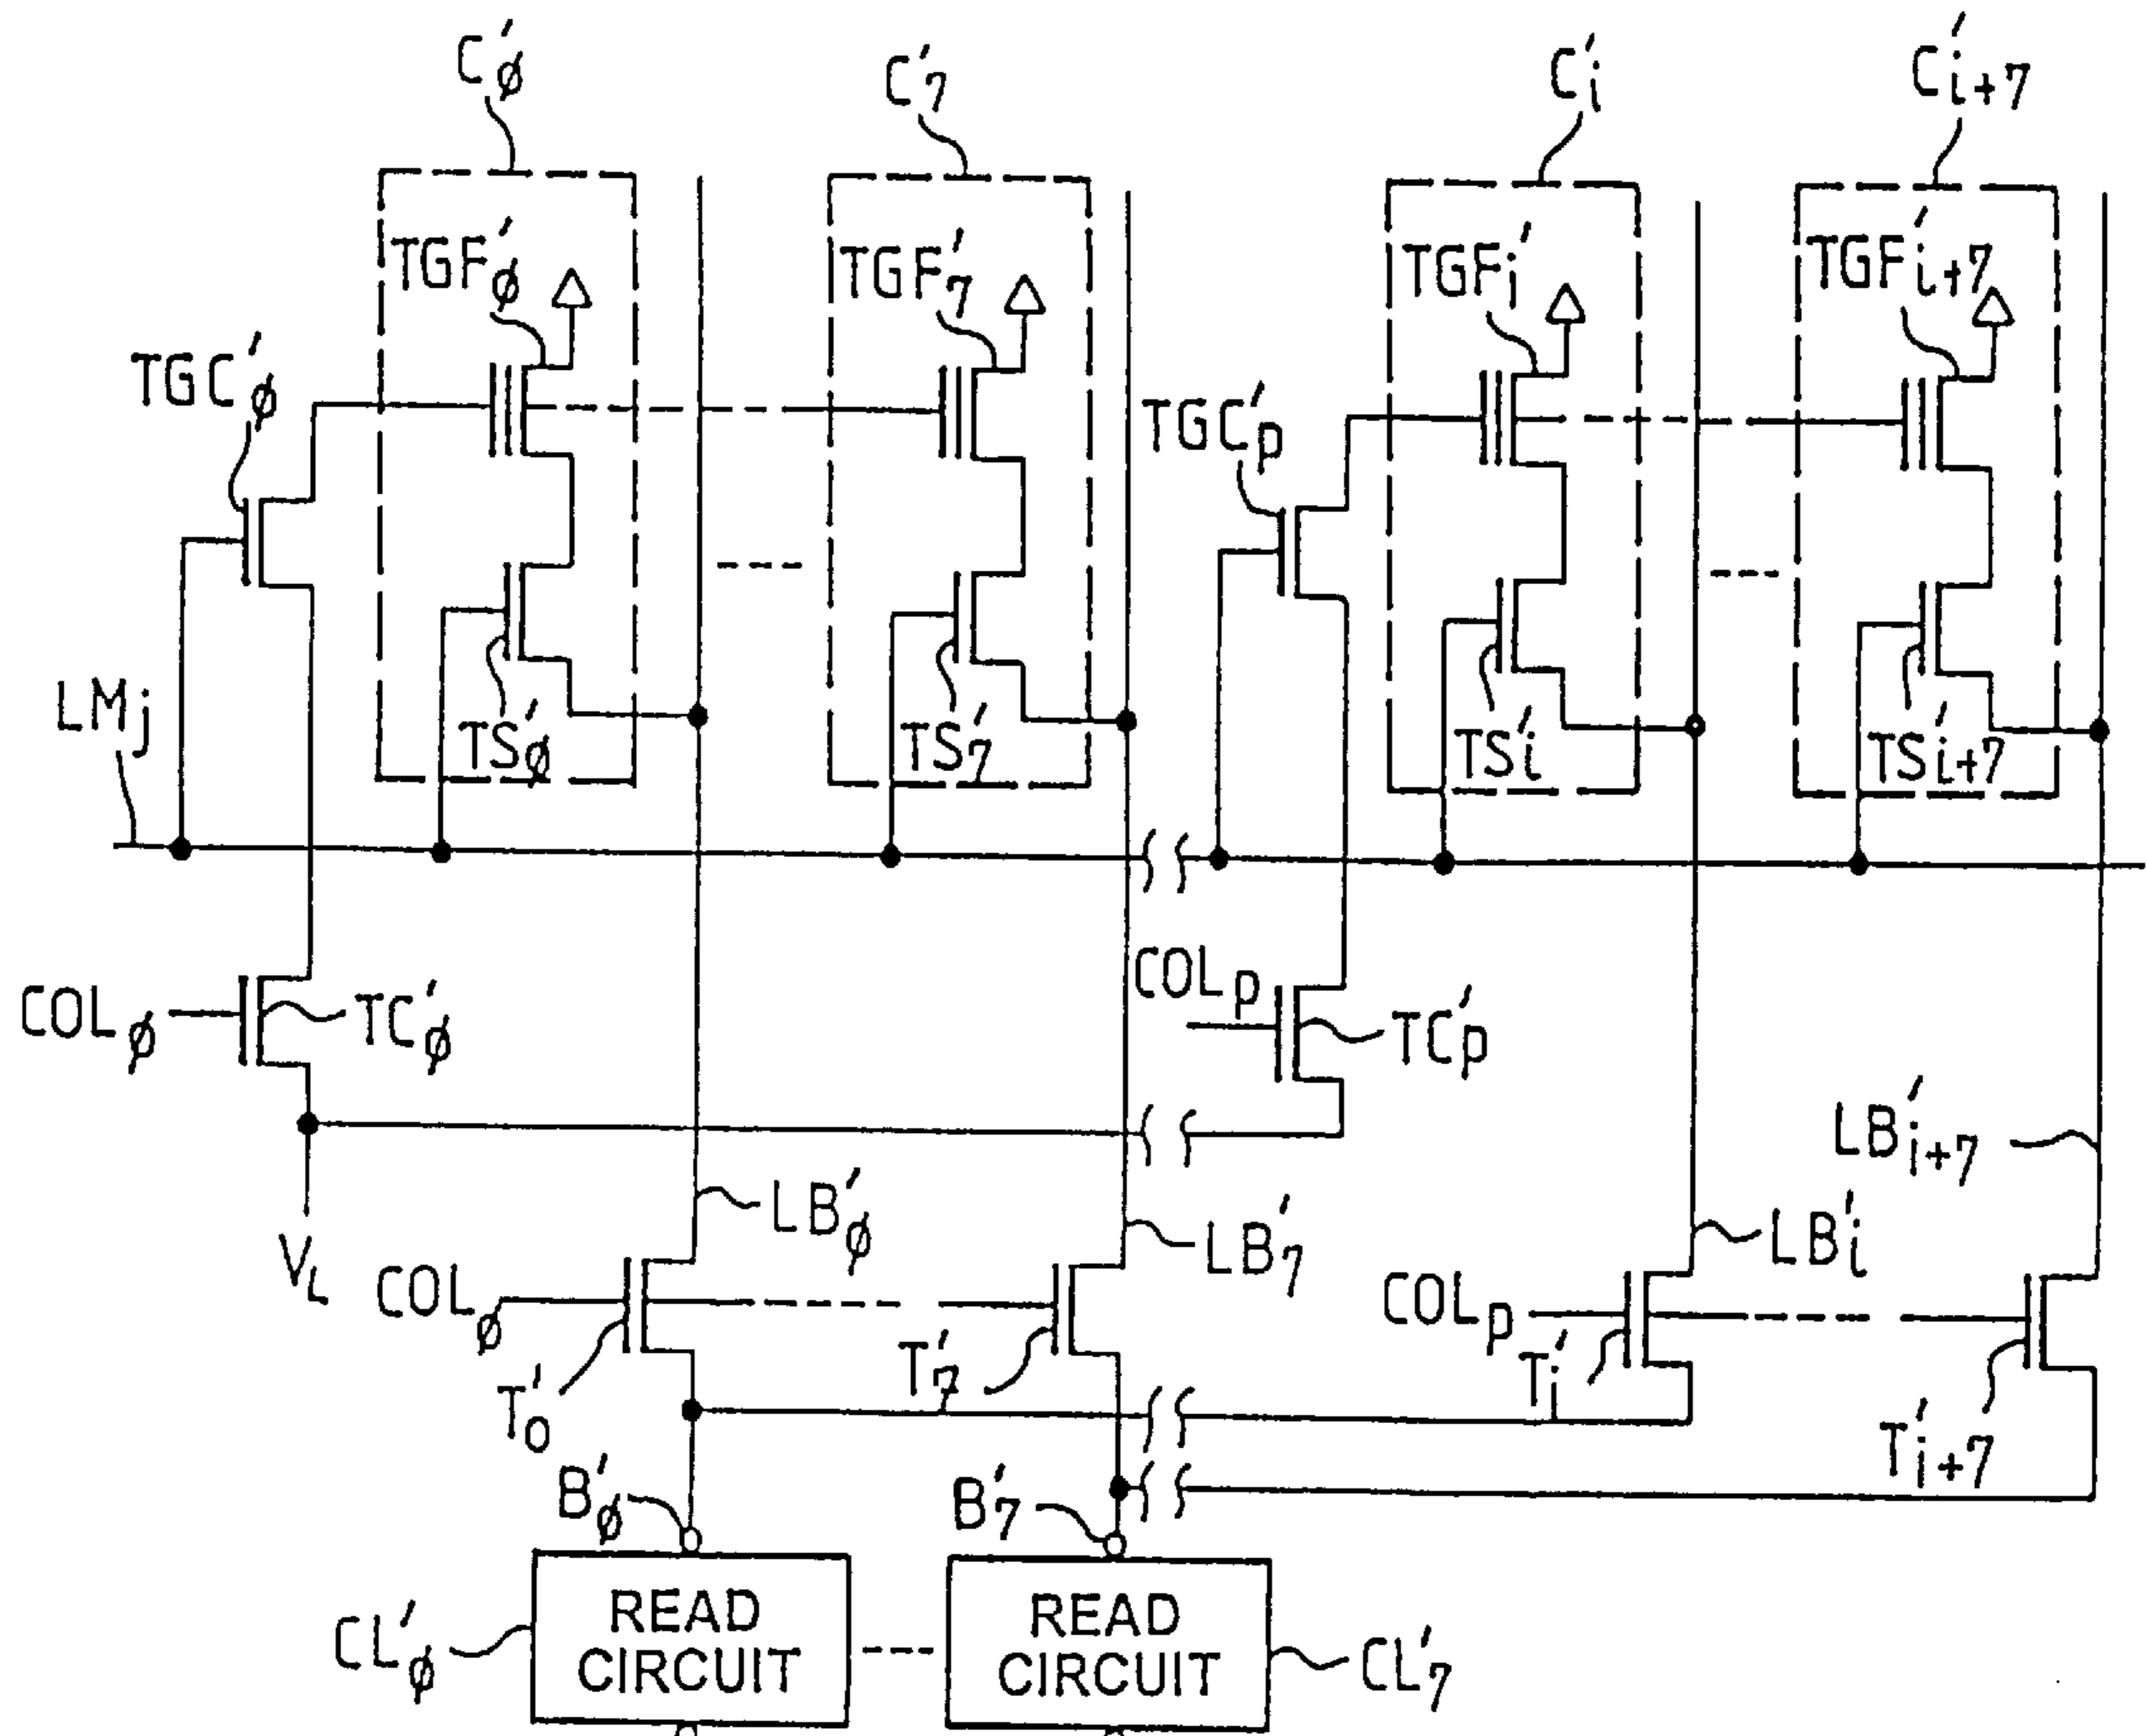 C'ø
C'7
C'i
C'i+7
TGF'ø
TGF'7
TGFi'
TGF'i+7
TGC'ø
TGC'p
LMj
TS'ø
TS'7
TS'i
TS'i+7
COLø
TC'ø
COLp
TC'p
LB'i+7
VL
LB'ø
LB'7
LB'i
COLø
COLp
T'o
T'7
Ti'
T'i+7
B'ø
B'7
CL'ø
READ
CIRCUIT
READ
CIRCUIT
CL'7